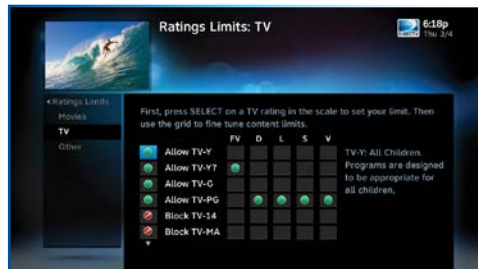 Ratings Limits: TV
6:18p
Thu 3/4
<Ratings Limits
Movies
TV
Other
First, press SELECT on a TV rating in the scale to set your limit. Then
use the grid to fine tune content limits.
FV D L S V
Allow TV-Y
Allow TV-Y7
Allow TV-G
Allow TV-PG
Block TV-14
Block TV-MA
TV-Y: All Children.
Programs are designed
to be appropriate for
all children.